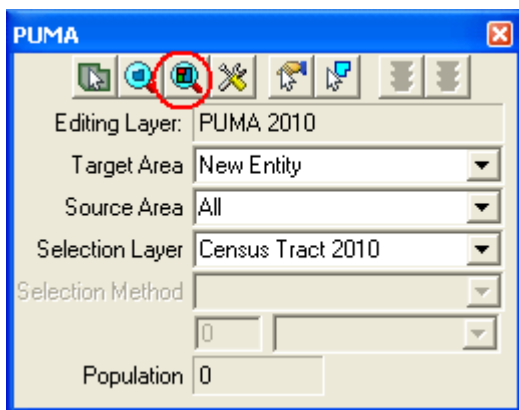 PUMA
Editing Layer: PUMA 2010
Target Area New Entity
Source Area All
Selection Layer Census Tract 2010
Selection Method
0
Population 0